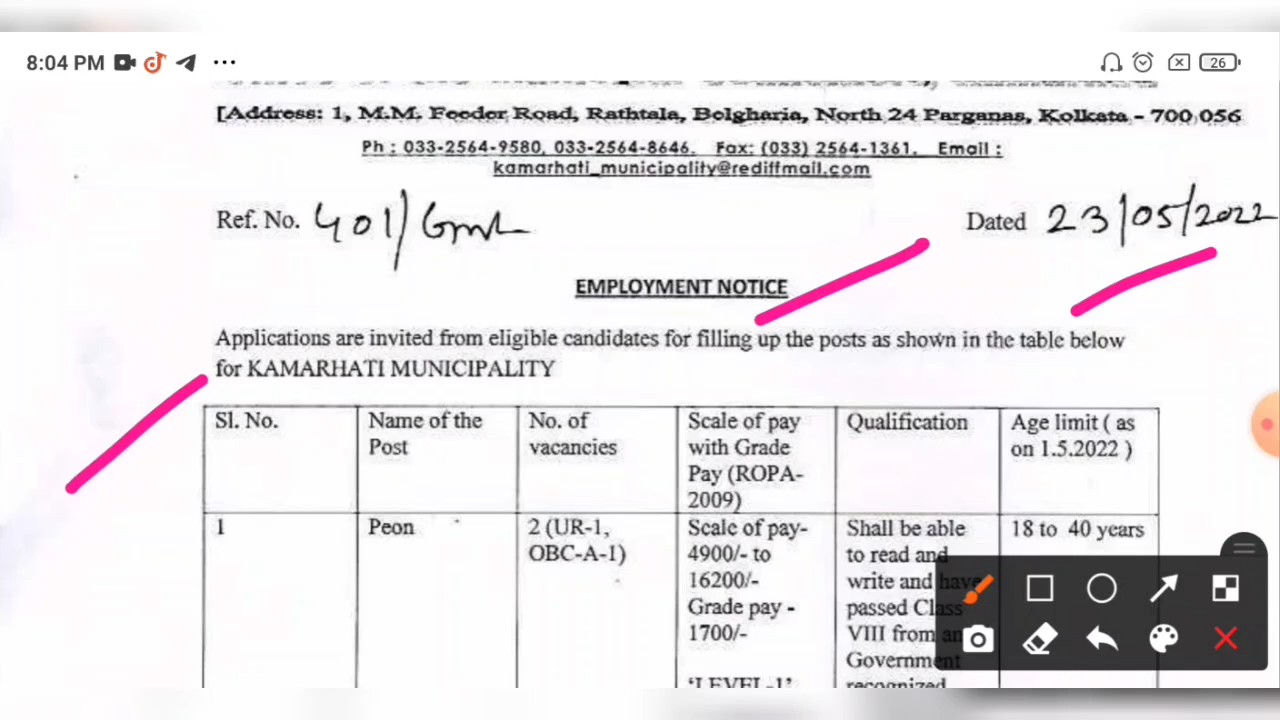 8:04 PM
26
[Address: 1, M.M. Feeder Road, Rathtala, Belgharia, North 24 Parganas, Kolkata - 700 056
Ph : 033-2564-9580, 033-2564-8646. Fax: (033) 2564-1361. Email :
kamarhati_municipality@rediffmail.com
Ref. No. 401/
Dated 23/05/2022
EMPLOYMENT NOTICE
Applications are invited from eligible candidates for filling up the posts as shown in the table below
for KAMARHATI MUNICIPALITY
Sl. No.
Name of the
Post
No. of
vacancies
Scale of pay
with Grade
Pay (ROPA-
2009)
Qualification
Age limit ( as
on 1.5.2022 )
1
Peon
2 (UR-1,
OBC-A-1)
Scale of pay-
4900/- to
16200/-
Grade pay -
1700/-
'LEVEL-1'
Shall be able
to read and
write and have
passed Class
VIII from an
Government
recognized
18 to 40 years